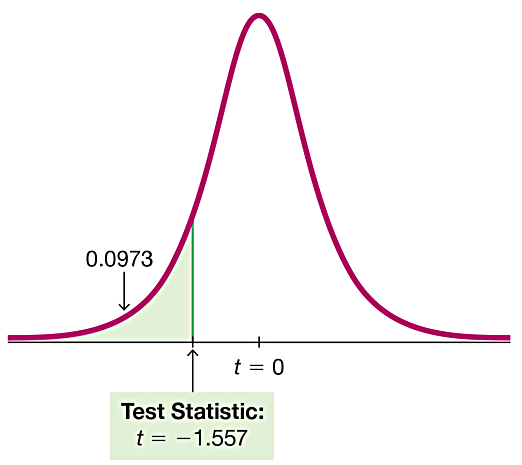 0.0973
t = 0
Test Statistic:
t = −1.557